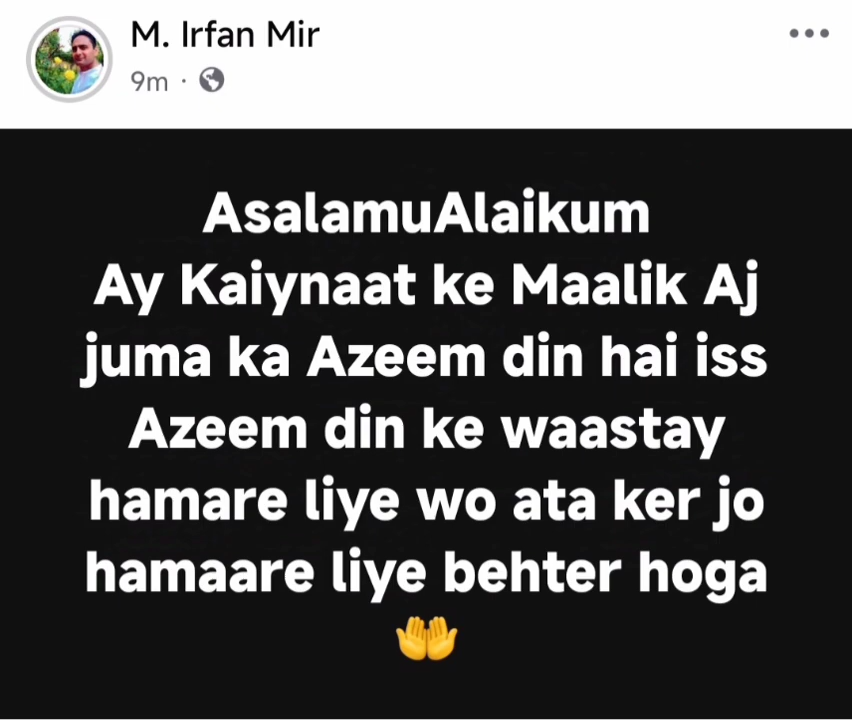 M. Irfan Mir
9m ·
AsalamuAlaikum
Ay Kaiynaat ke Maalik Aj
juma ka Azeem din hai iss
Azeem din ke waastay
hamare liye wo ata ker jo
hamaare liye behter hoga
🤲